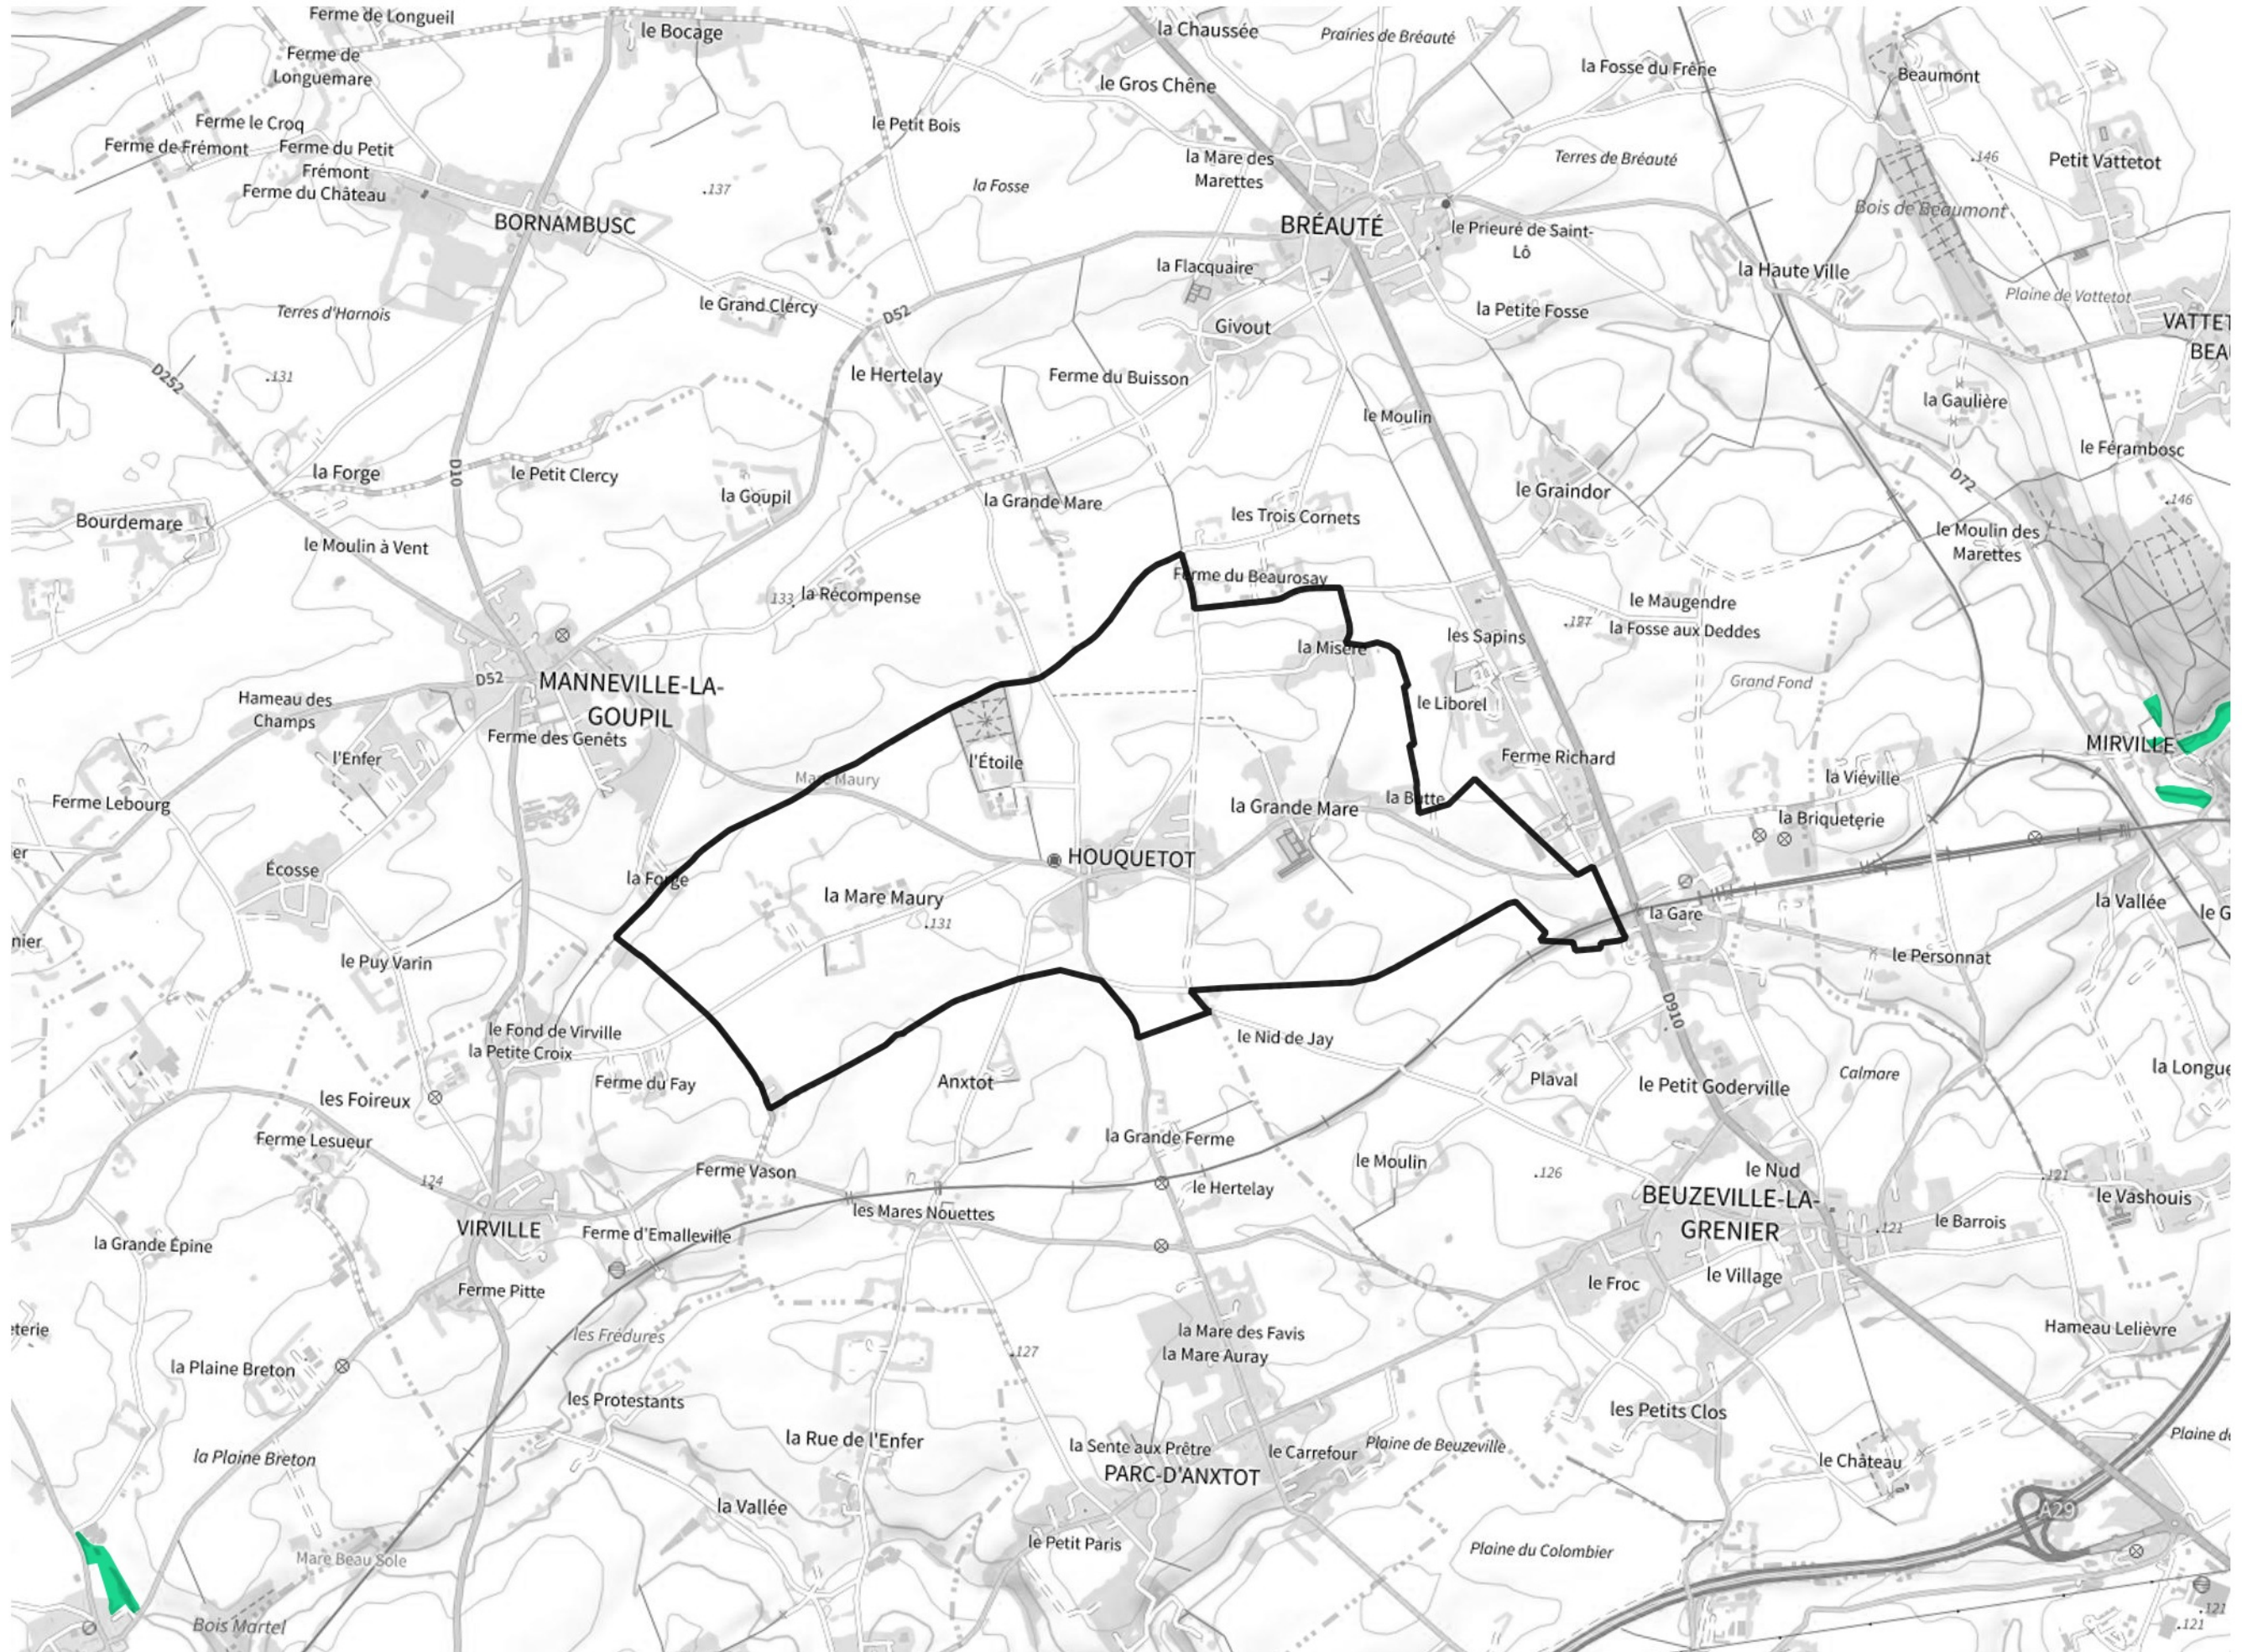 Ferme de Longueil
le Bocage
la Chaussée
Prairies de Bréauté
Ferme de
Longuemare
la Fosse du Frêne
Beaumont
le Gros Chêne
Ferme le Croq
le Petit Bois
Ferme de Frémont
Ferme du Petit
Frémont
la Mare des
Marettes
Terres de Bréauté
.146
Petit Vattetot
Ferme du Château
.137
la Fosse
Bois de Beaumont
BORNAMBUSC
BRÉAUTÉ
le Prieuré de Saint-
Lô
la Flacquaire
la Haute Ville
Plaine de Vattetot
le Grand Clercy
D52
Terres d'Harnois
la Petite Fosse
Givout
VATTET
BEA
D252
.131
le Hertelay
Ferme du Buisson
la Gaulière
le Moulin
le Férambosc
la Forge
D10
le Petit Clercy
la Goupil
la Grande Mare
le Graindor
D72
.146
Bourdemare
les Trois Cornets
le Moulin des
Marettes
le Moulin à Vent
Ferme du Beaurosay
133
la Récompense
le Maugendre
.127
la Fosse aux Deddes
les Sapins
la Misère
D52
MANNEVILLE-LA-
GOUPIL
Grand Fond
Hameau des
Champs
le Liborel
Ferme des Genêts
MIRVILLE
l'Enfer
l'Étoile
Ferme Richard
Mare Maury
la Viéville
Ferme Lebourg
la Grande Mare
la Butte
la Briqueterie
er
HOUQUETOT
Écosse
la Forge
la Mare Maury
la Vallée
le G
la Gare
.131
nier
le Puy Varin
le Personnat
D910
le Fond de Virville
la Petite Croix
le Nid de Jay
Ferme du Fay
Anxtot
Plaval
le Petit Goderville
Calmare
la Longue
les Foireux
Ferme Lesueur
la Grande Ferme
Ferme Vason
le Moulin
.126
le Nud
.121
124
le Hertelay
BEUZEVILLE-LA-
GRENIER
le Vashouis
les Mares Nouettes
VIRVILLE
Ferme d'Emalleville
.121
le Barrois
la Grande Épine
Ferme Pitte
le Froc
le Village
eterie
les Frédures
la Mare des Favis
la Mare Auray
Hameau Lelièvre
.127
la Plaine Breton
les Protestants
les Petits Clos
la Rue de l'Enfer
la Sente aux Prêtre
le Carrefour
Plaine de Beuzeville
Plaine de
la Plaine Breton
PARC-D'ANXTOT
le Château
la Vallée
A29
le Petit Paris
Plaine du Colombier
Mare Beau Sole
Bois Martel
.121
.121